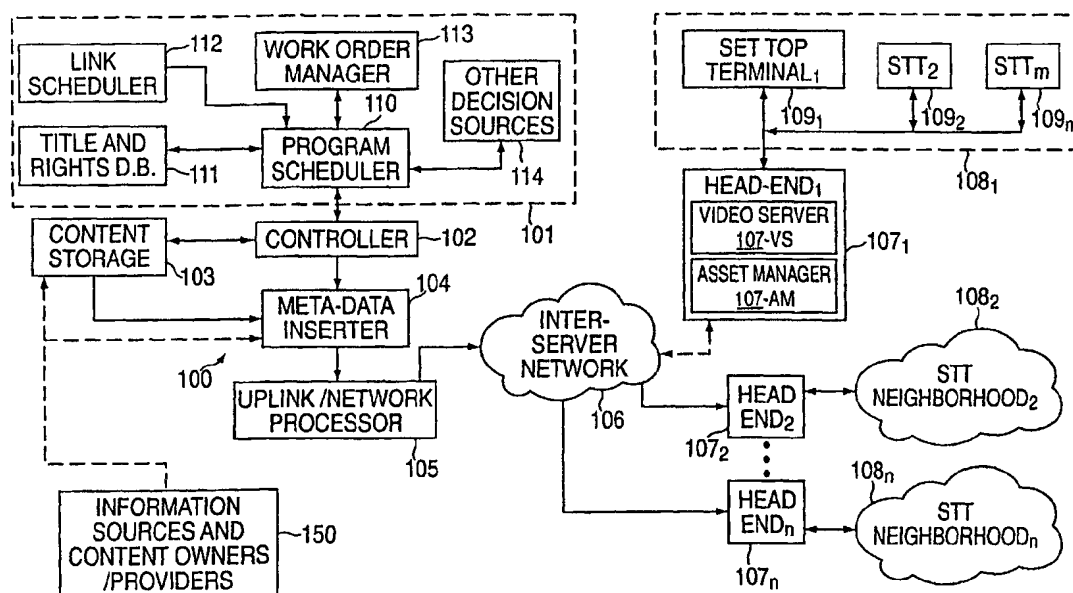 112
LINK
SCHEDULER
WORK ORDER
MANAGER
113
110
OTHER
DECISION
SOURCES
114
TITLE AND
RIGHTS D.B.
111
PROGRAM
SCHEDULER
101
CONTENT
STORAGE
103
CONTROLLER
102
104
META-DATA
INSERTER
100
UPLINK/NETWORK
PROCESSOR
105
INFORMATION
SOURCES AND
CONTENT OWNERS
/PROVIDERS
150
INTER-
SERVER
NETWORK
106
SET TOP
TERMINAL1
1091
STT2
1092
STTm
109n
1081
HEAD-END1
VIDEO SERVER
107-VS
ASSET MANAGER
107-AM
1071
HEAD
END2
1072
1082
STT
NEIGHBORHOOD2
HEAD
ENDn
107n
108n
STT
NEIGHBORHOODn